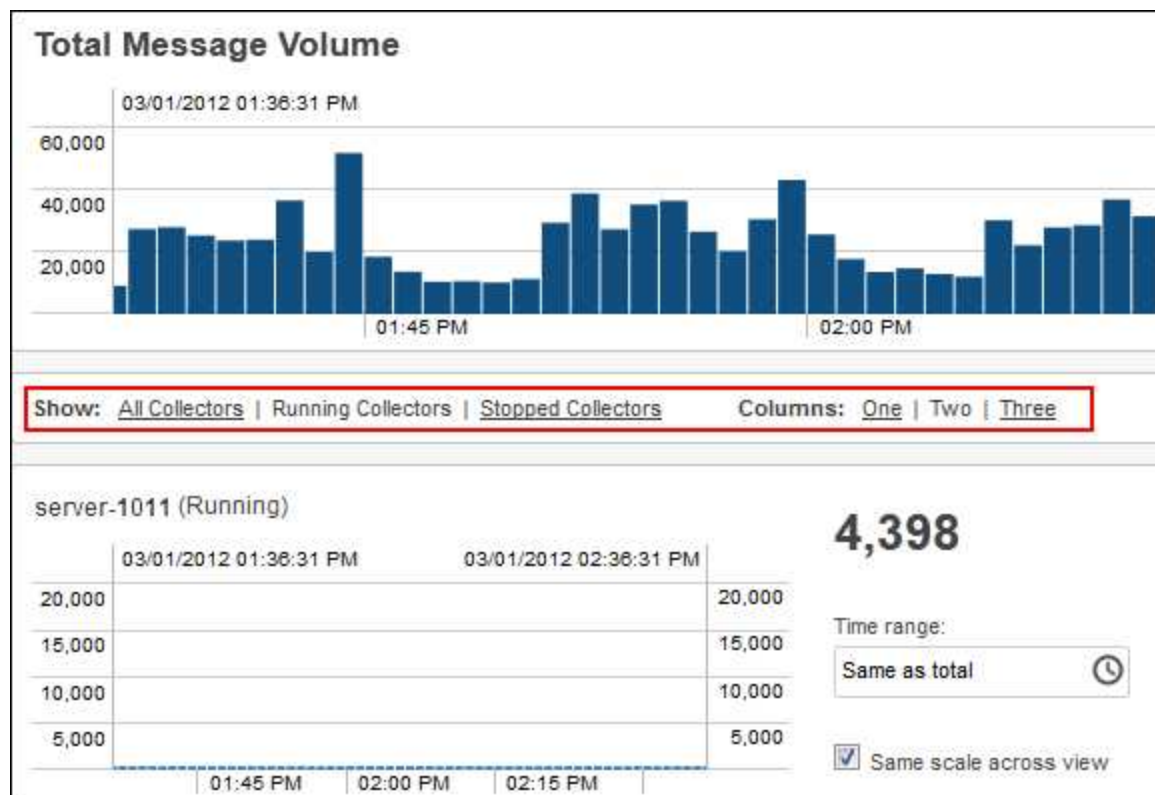 Total Message Volume
03/01/2012 01:36:31 PM
60,000
40,000
20,000
01:45 PM 02:00 PM
Show: All Collectors | Running Collectors | Stopped Collectors Columns: One | Two | Three
server-1011 (Running)
4,398
03/01/2012 01:36:31 PM 03/01/2012 02:36:31 PM
20,000 20,000
Time range:
15,000 15,000
Same as total
10,000 10,000
5,000 5,000
Same scale across view
01:45 PM 02:00 PM 02:15 PM